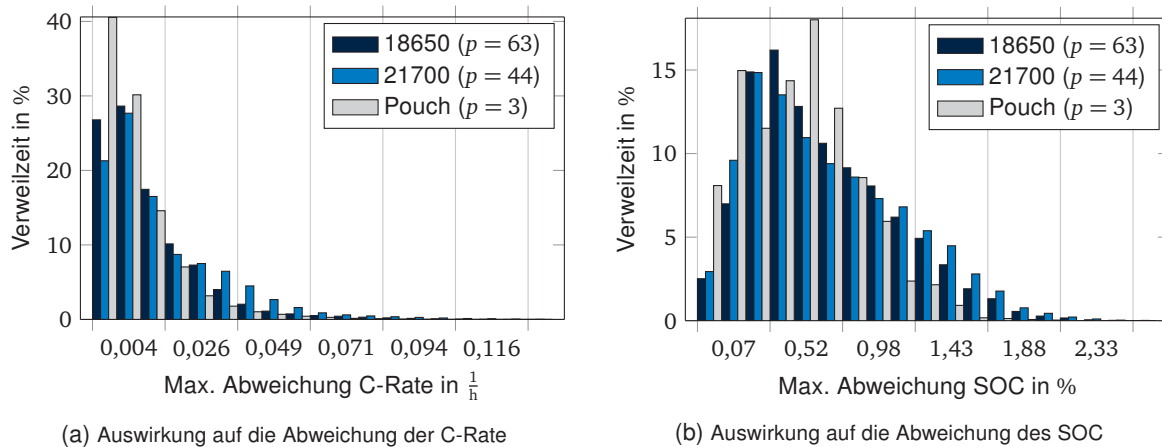 40
30
20
10
0
Verweilzeit in %
18650 (p = 63)
21700 (p = 44)
Pouch (p = 3)
0,004 0,026 0,049 0,071 0,094 0,116
Max. Abweichung C-Rate in 1/h
(a) Auswirkung auf die Abweichung der C-Rate
15
10
5
0
Verweilzeit in %
18650 (p = 63)
21700 (p = 44)
Pouch (p = 3)
0,07 0,52 0,98 1,43 1,88 2,33
Max. Abweichung SOC in %
(b) Auswirkung auf die Abweichung des SOC